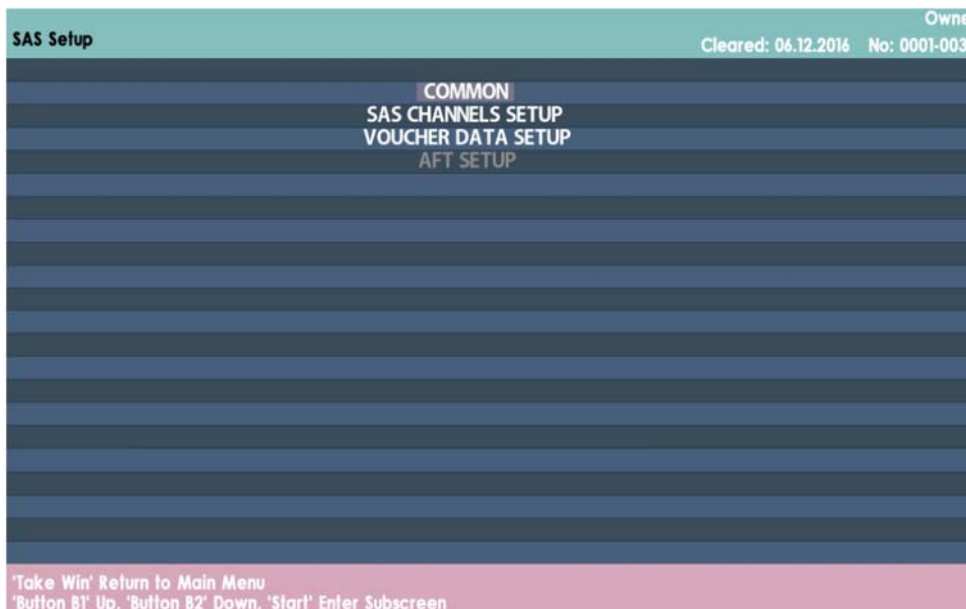 Owne
SAS Setup
Cleared: 06.12.2016 No: 0001-003
COMMON
SAS CHANNELS SETUP
VOUCHER DATA SETUP
AFT SETUP
'Take Win' Return to Main Menu
'Button B1' Up, 'Button B2' Down, 'Start' Enter Subscreen